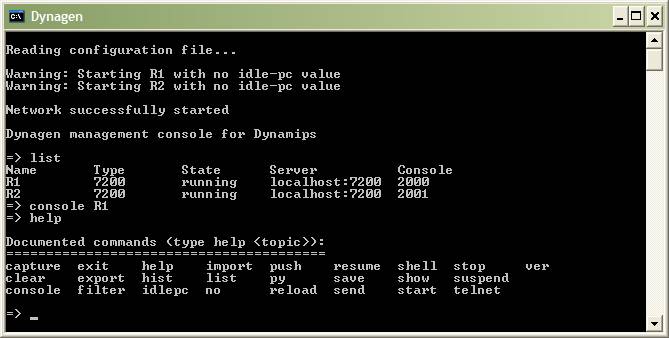 Dynagen
Reading configuration file...
Warning: Starting R1 with no idle-pc value
Warning: Starting R2 with no idle-pc value
Network successfully started
Dynagen management console for Dynamips
=> list
Name       Type       State      Server          Console
R1         7200       running    localhost:7200  2000
R2         7200       running    localhost:7200  2001
=> console R1
=> help
Documented commands (type help <topic>):
========================================
capture  exit    help    import  push    resume  shell  stop     ver
clear    export  hist    list    py      save    show   suspend
console  filter  idlepc  no      reload  send    start  telnet
=> _